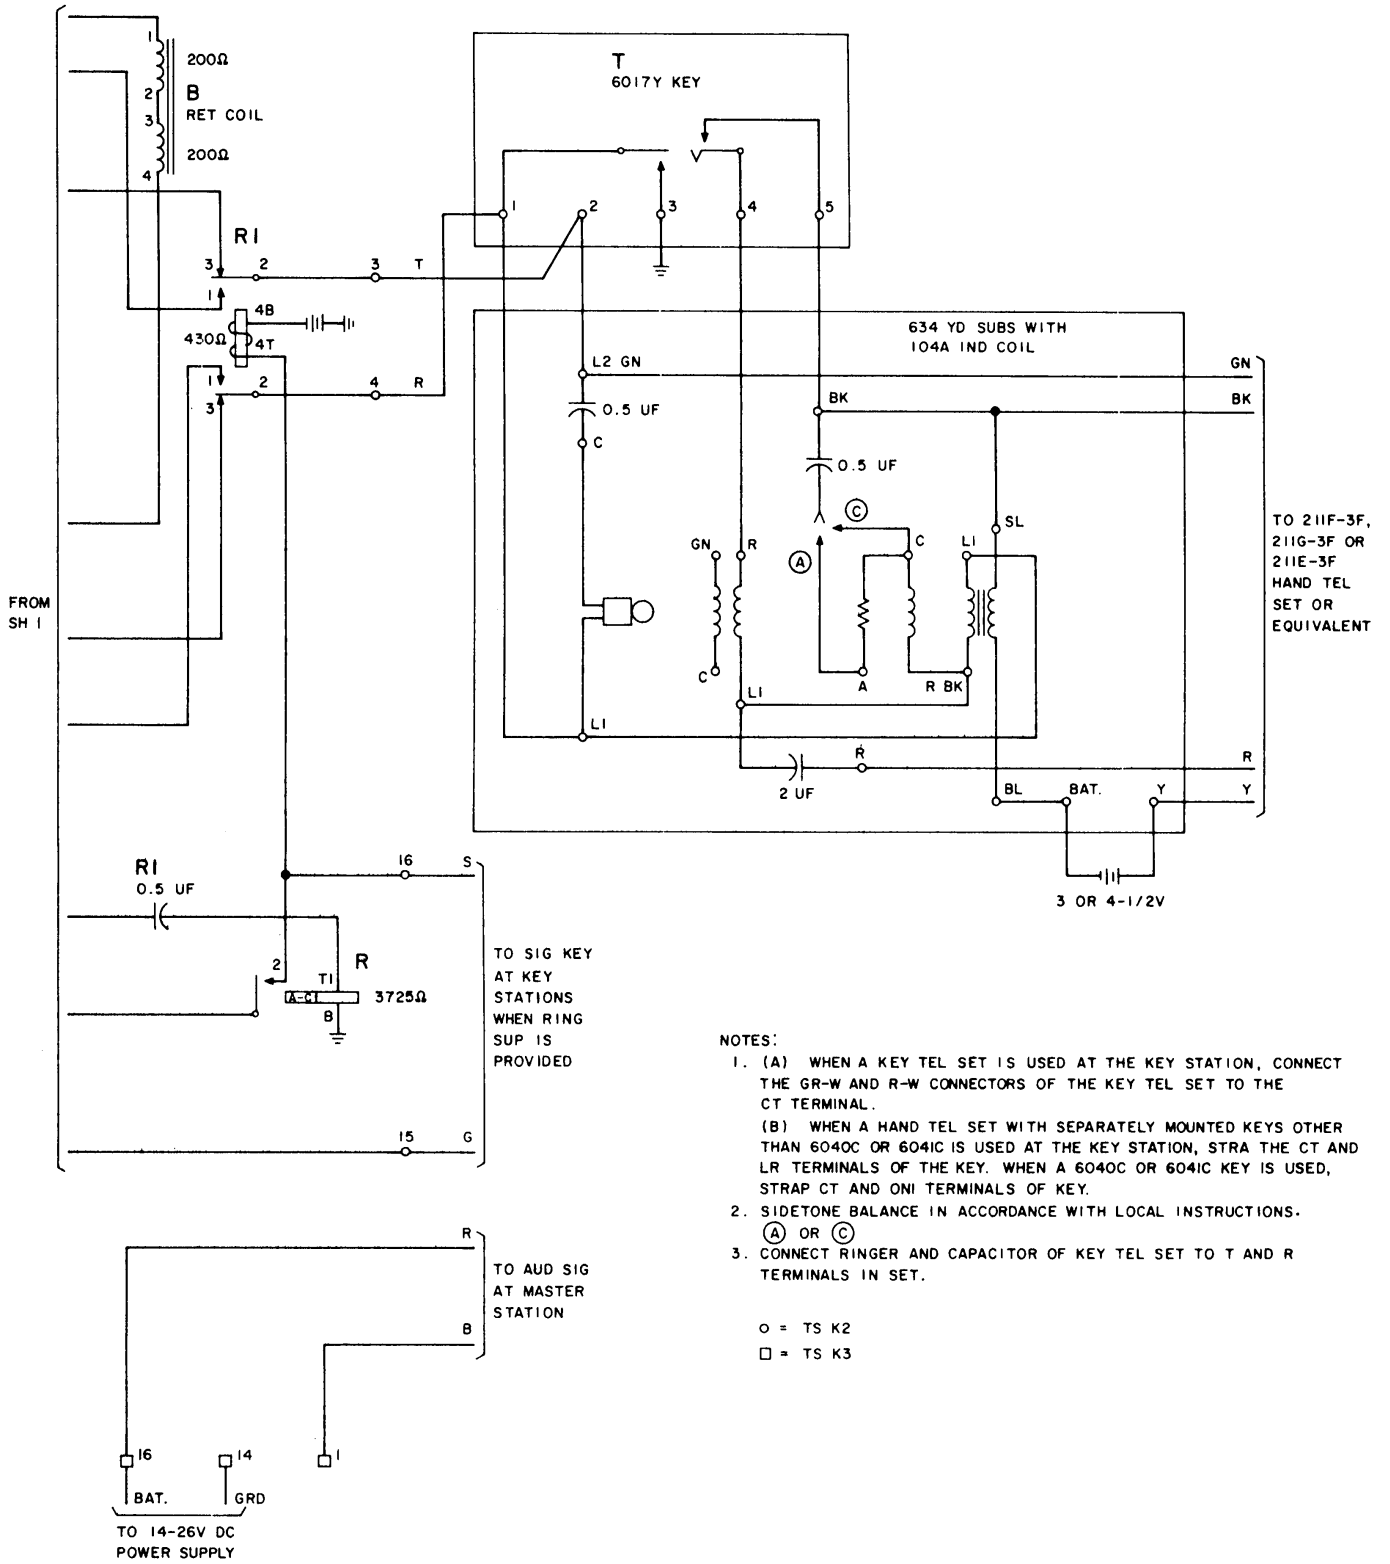 1
200Ω
2
B
RET COIL
3
200Ω
4
T
6017Y KEY
1
2
3
4
5
R1
3
2
3
T
1
4B
430Ω
4T
1
2
4
R
3
634 YD SUBS WITH
104A IND COIL
L2 GN
GN
0.5 UF
BK
BK
C
0.5 UF
C
SL
GN
R
A
C
L1
TO 211F-3F,
211G-3F OR
211E-3F
HAND TEL
SET OR
EQUIVALENT
FROM
SH 1
C
A
R BK
L1
L1
R
R
2 UF
BL
BAT.
Y
Y
3 OR 4-1/2V
R1
0.5 UF
16
S
2
R
T1
A-C
3725Ω
B
TO SIG KEY
AT KEY
STATIONS
WHEN RING
SUP IS
PROVIDED
15
G
NOTES:
1. (A) WHEN A KEY TEL SET IS USED AT THE KEY STATION, CONNECT
THE GR-W AND R-W CONNECTORS OF THE KEY TEL SET TO THE
CT TERMINAL.
(B) WHEN A HAND TEL SET WITH SEPARATELY MOUNTED KEYS OTHER
THAN 6040C OR 6041C IS USED AT THE KEY STATION, STRA THE CT AND
LR TERMINALS OF THE KEY. WHEN A 6040C OR 6041C KEY IS USED,
STRAP CT AND ON1 TERMINALS OF KEY.
2. SIDETONE BALANCE IN ACCORDANCE WITH LOCAL INSTRUCTIONS.
A OR C
3. CONNECT RINGER AND CAPACITOR OF KEY TEL SET TO T AND R
TERMINALS IN SET.
○ = TS K2
□ = TS K3
R
TO AUD SIG
AT MASTER
STATION
B
16
14
1
BAT.
GRD
TO 14-26V DC
POWER SUPPLY